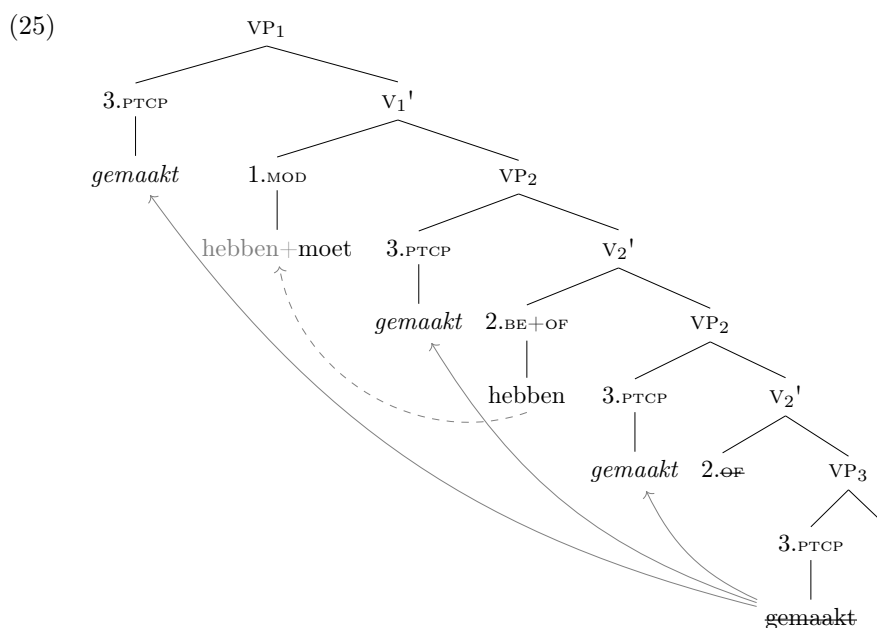 (25)
VP₁
3.PTCP V₁'
gemaakt 1.MOD VP₂
hebben+moet 3.PTCP V₂'
gemaakt 2.BE+OF VP₂
hebben 3.PTCP V₂'
gemaakt 2.OF VP₃
3.PTCP
gemaakt